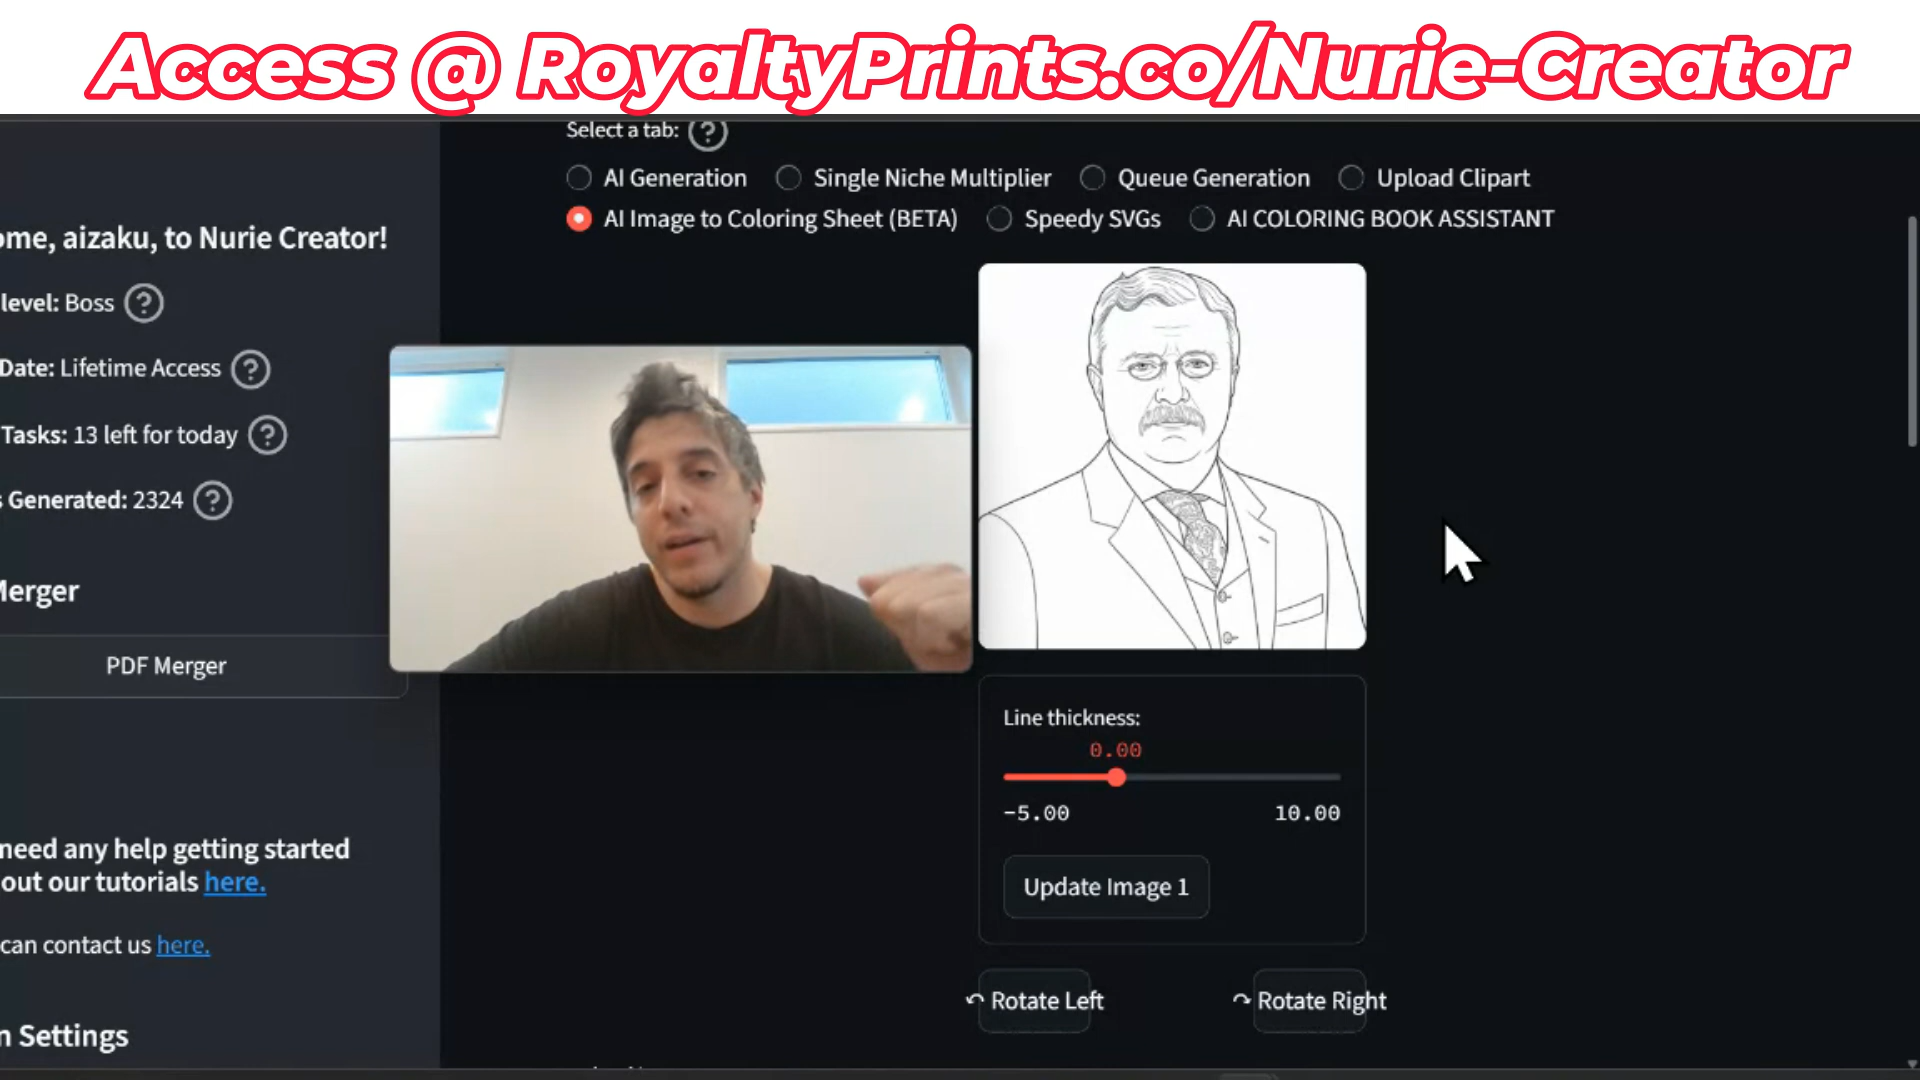 Access @ RoyaltyPrints.co/Nurie-Creator
Select a tab:
AI Generation
Single Niche Multiplier
Queue Generation
Upload Clipart
AI Image to Coloring Sheet (BETA)
Speedy SVGs
AI COLORING BOOK ASSISTANT
ome, aizaku, to Nurie Creator!
level: Boss
Date: Lifetime Access
Tasks: 13 left for today
s Generated: 2324
Merger
PDF Merger
need any help getting started
out our tutorials here.
can contact us here.
n Settings
Line thickness:
0.00
-5.00
10.00
Update Image 1
Rotate Left
Rotate Right